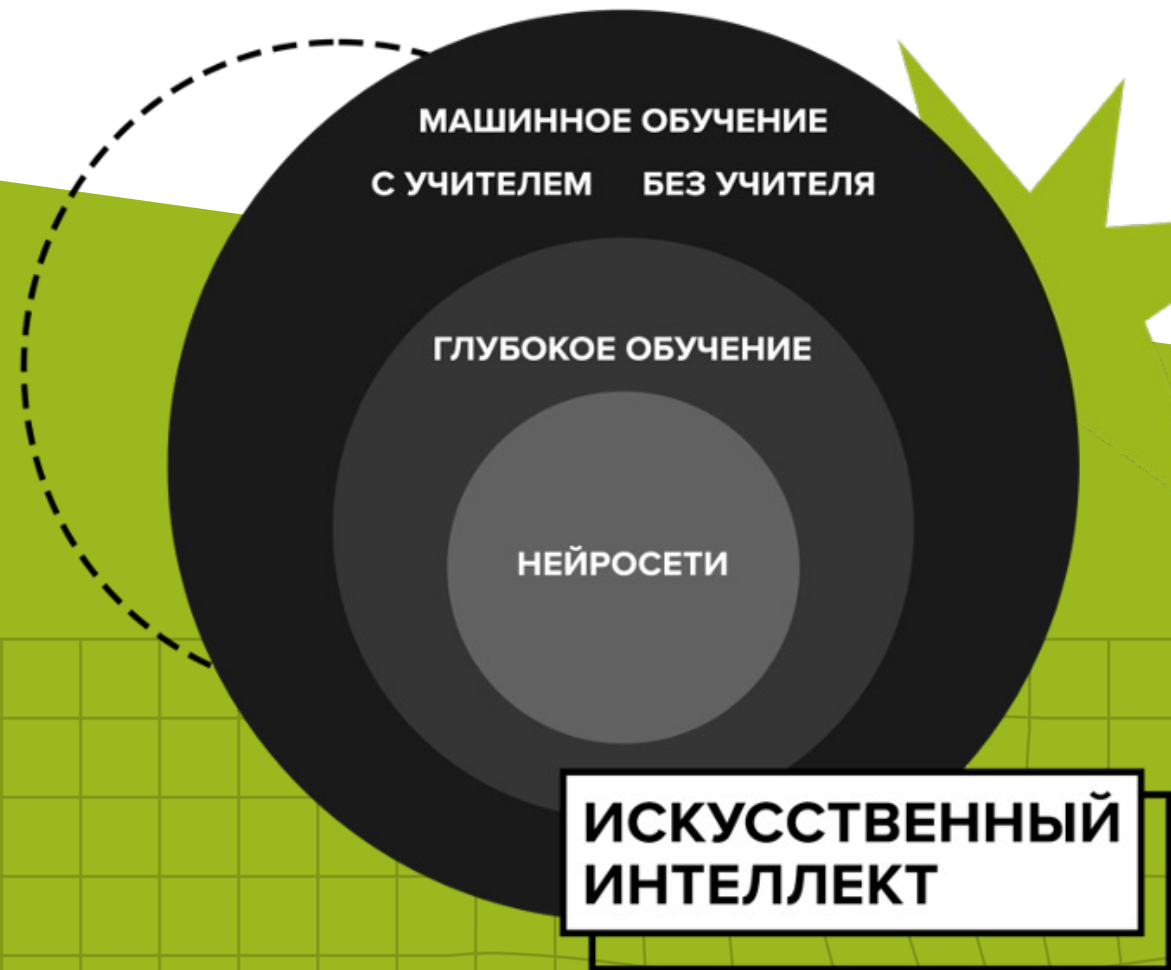 МАШИННОЕ ОБУЧЕНИЕ
С УЧИТЕЛЕМ БЕЗ УЧИТЕЛЯ
ГЛУБОКОЕ ОБУЧЕНИЕ
НЕЙРОСЕТИ
ИСКУССТВЕННЫЙ
ИНТЕЛЛЕКТ